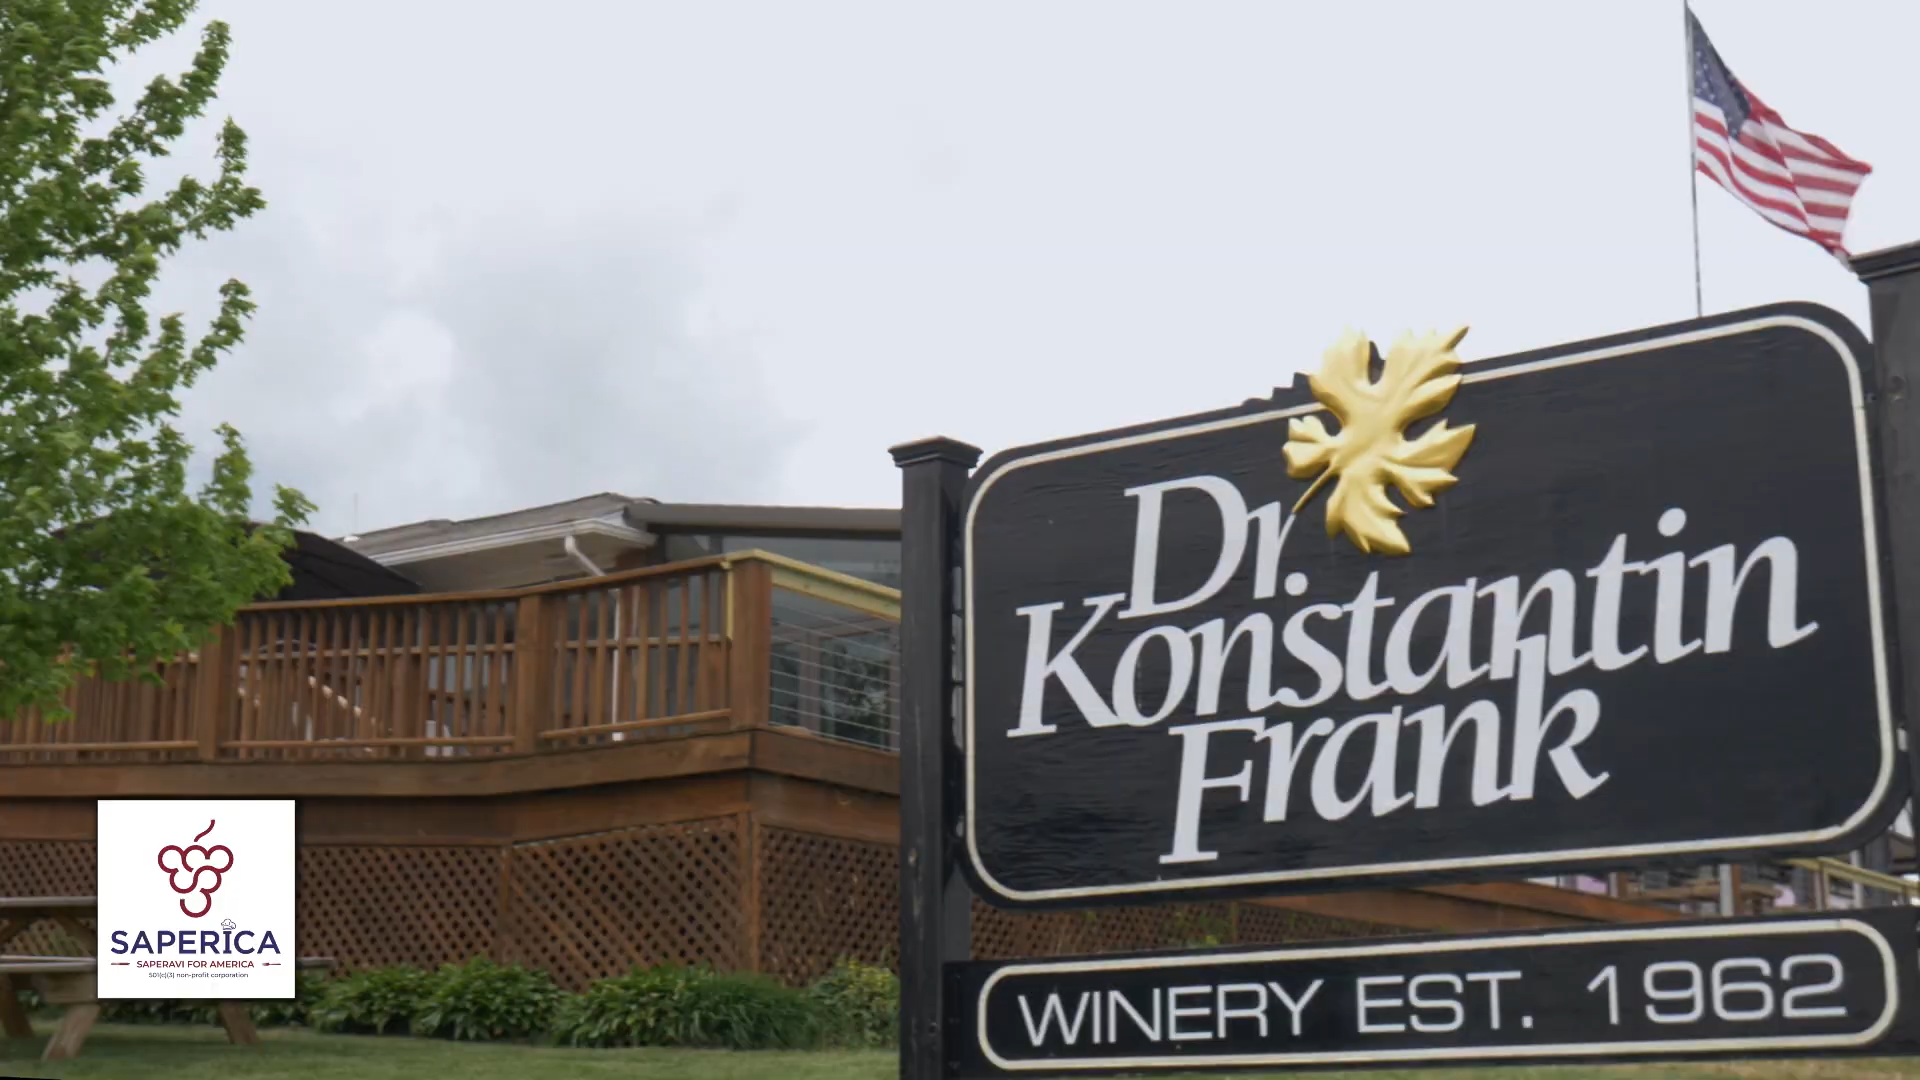 Dr.
Konstantin
Frank
WINERY EST. 1962
SAPERICA
SAPERAVI FOR AMERICA
501(c)(3) non-profit corporation